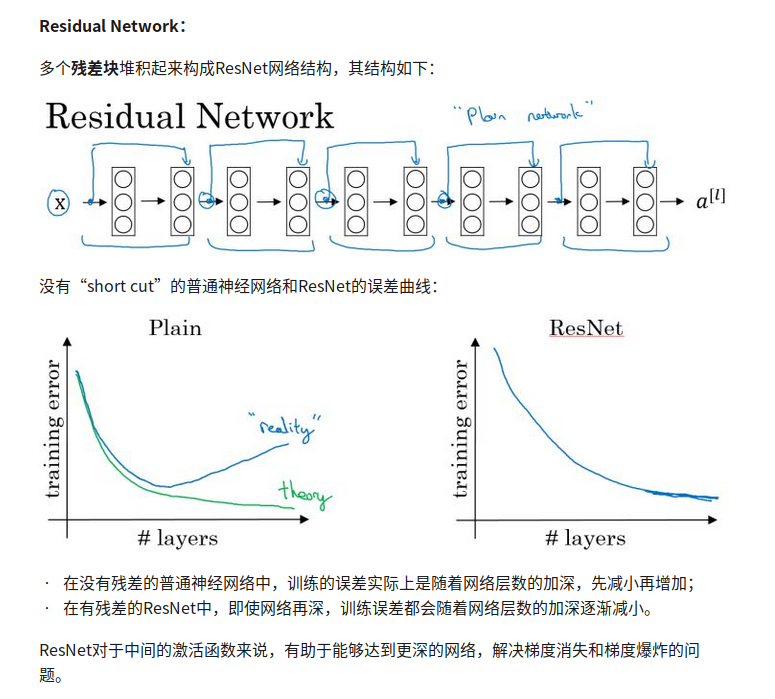 Residual Network：
多个残差块堆积起来构成ResNet网络结构，其结构如下：
Residual Network
"Plain network"
x
a[l]
没有“short cut”的普通神经网络和ResNet的误差曲线：
Plain
ResNet
training error
"reality"
theory
# layers
training error
# layers
· 在没有残差的普通神经网络中，训练的误差实际上是随着网络层数的加深，先减小再增加；
· 在有残差的ResNet中，即使网络再深，训练误差都会随着网络层数的加深逐渐减小。
ResNet对于中间的激活函数来说，有助于能够达到更深的网络，解决梯度消失和梯度爆炸的问
题。